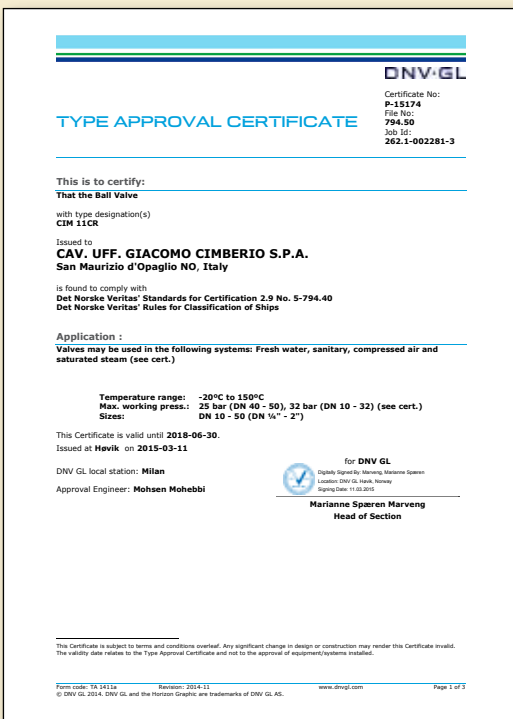 DNV·GL
Certificate No:
P-15174
File No:
794.50
Job Id:
262.1-002281-3
TYPE APPROVAL CERTIFICATE
This is to certify:
That the Ball Valve
with type designation(s)
CIM 11CR
Issued to
CAV. UFF. GIACOMO CIMBERIO S.P.A.
San Maurizio d'Opaglio NO, Italy
is found to comply with
Det Norske Veritas' Standards for Certification 2.9 No. 5-794.40
Det Norske Veritas' Rules for Classification of Ships
Application :
Valves may be used in the following systems: Fresh water, sanitary, compressed air and
saturated steam (see cert.)
Temperature range: -20ºC to 150ºC
Max. working press.: 25 bar (DN 40 - 50), 32 bar (DN 10 - 32) (see cert.)
Sizes: DN 10 - 50 (DN ¼" - 2")
This Certificate is valid until 2018-06-30.
Issued at Høvik on 2015-03-11
DNV GL local station: Milan
Approval Engineer: Mohsen Mohebbi
for DNV GL
Digitally Signed By: Marveng, Marianne Spæren
Location: DNV GL Høvik, Norway
Signing Date: 11.03.2015
Marianne Spæren Marveng
Head of Section
This Certificate is subject to terms and conditions overleaf. Any significant change in design or construction may render this Certificate invalid.
The validity date relates to the Type Approval Certificate and not to the approval of equipment/systems installed.
Form code: TA 1411a Revision: 2014-11 www.dnvgl.com Page 1 of 3
© DNV GL 2014. DNV GL and the Horizon Graphic are trademarks of DNV GL AS.